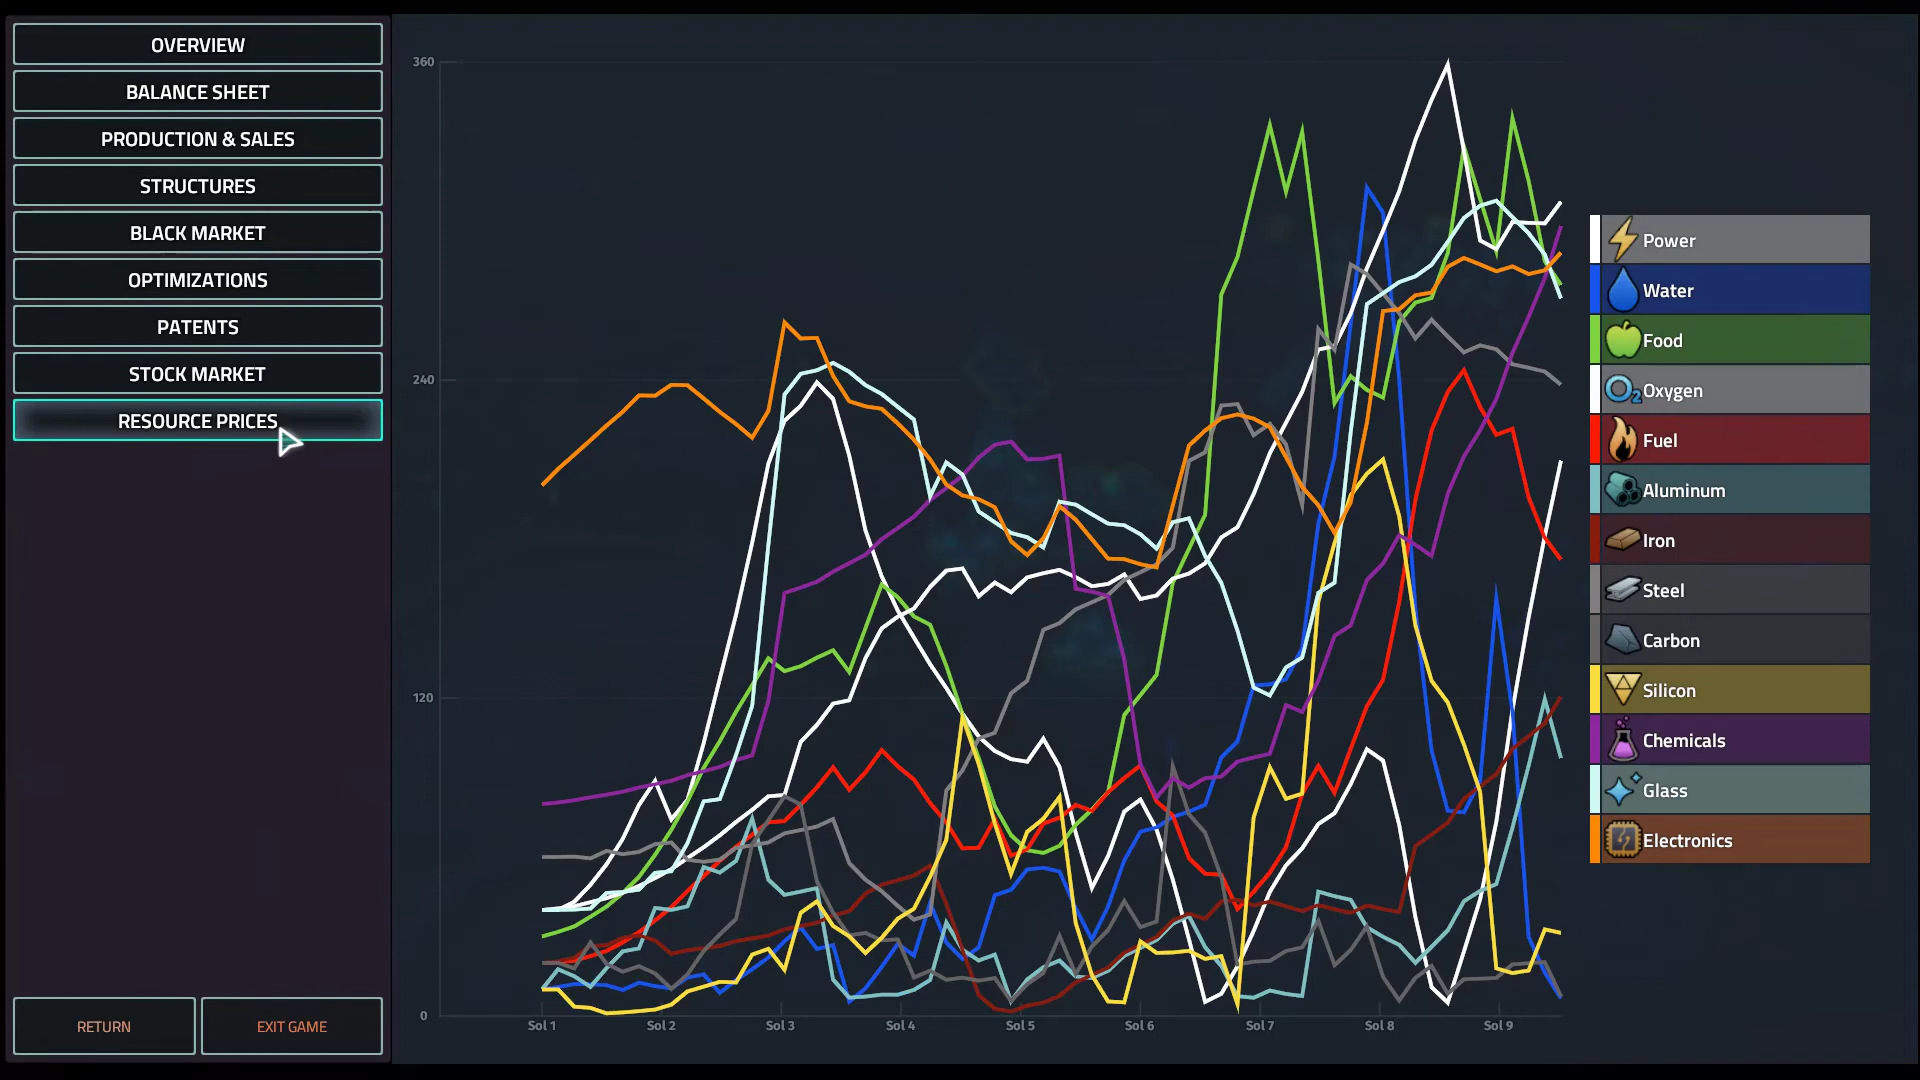 OVERVIEW
BALANCE SHEET
PRODUCTION & SALES
STRUCTURES
BLACK MARKET
OPTIMIZATIONS
PATENTS
STOCK MARKET
RESOURCE PRICES
RETURN
EXIT GAME
360
240
120
0
Sol 1
Sol 2
Sol 3
Sol 4
Sol 5
Sol 6
Sol 7
Sol 8
Sol 9
Power
Water
Food
O2 Oxygen
Fuel
Aluminum
Iron
Steel
Carbon
Silicon
Chemicals
Glass
Electronics